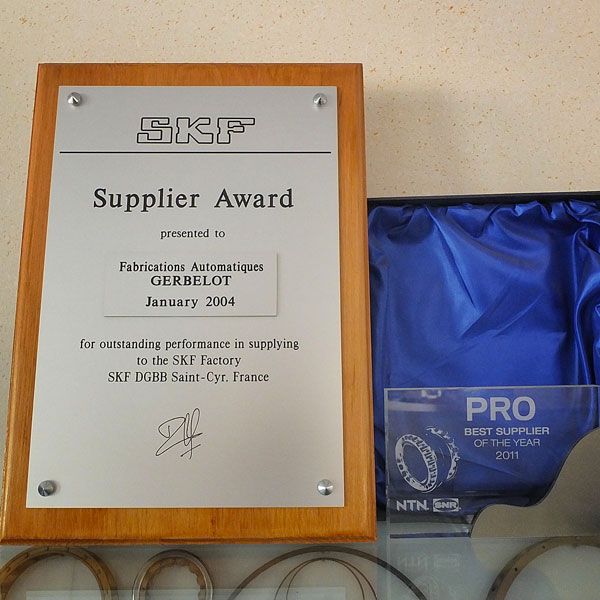 SKF
Supplier Award
presented to
Fabrications Automatiques
GERBELOT
January 2004
for outstanding performance in supplying
to the SKF Factory
SKF DGBB Saint-Cyr, France
PRO
BEST SUPPLIER
OF THE YEAR
2011
NTN. SNR